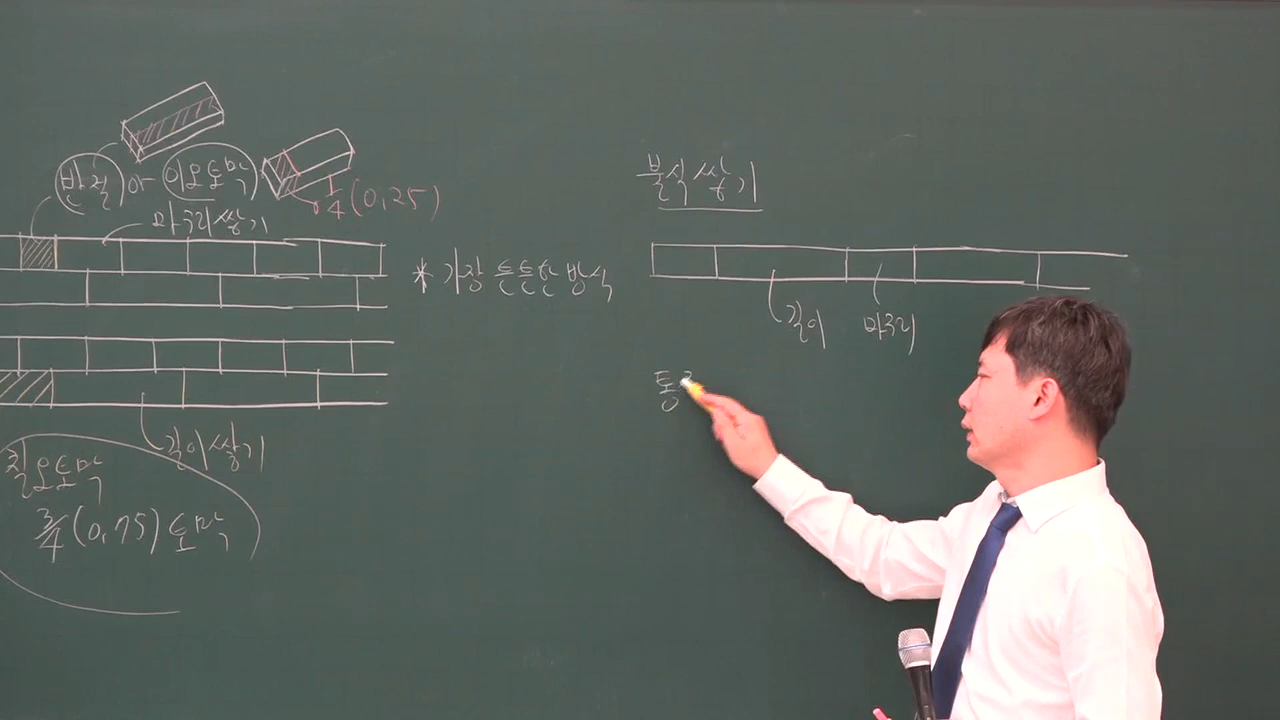 반절 or 이오토막
1/4 (0,25)
마구리쌓기
* 가장 튼튼한 방식
길이쌓기
칠오토막
3/4 (0,75) 토막
불식쌓기
길이 마구리
통